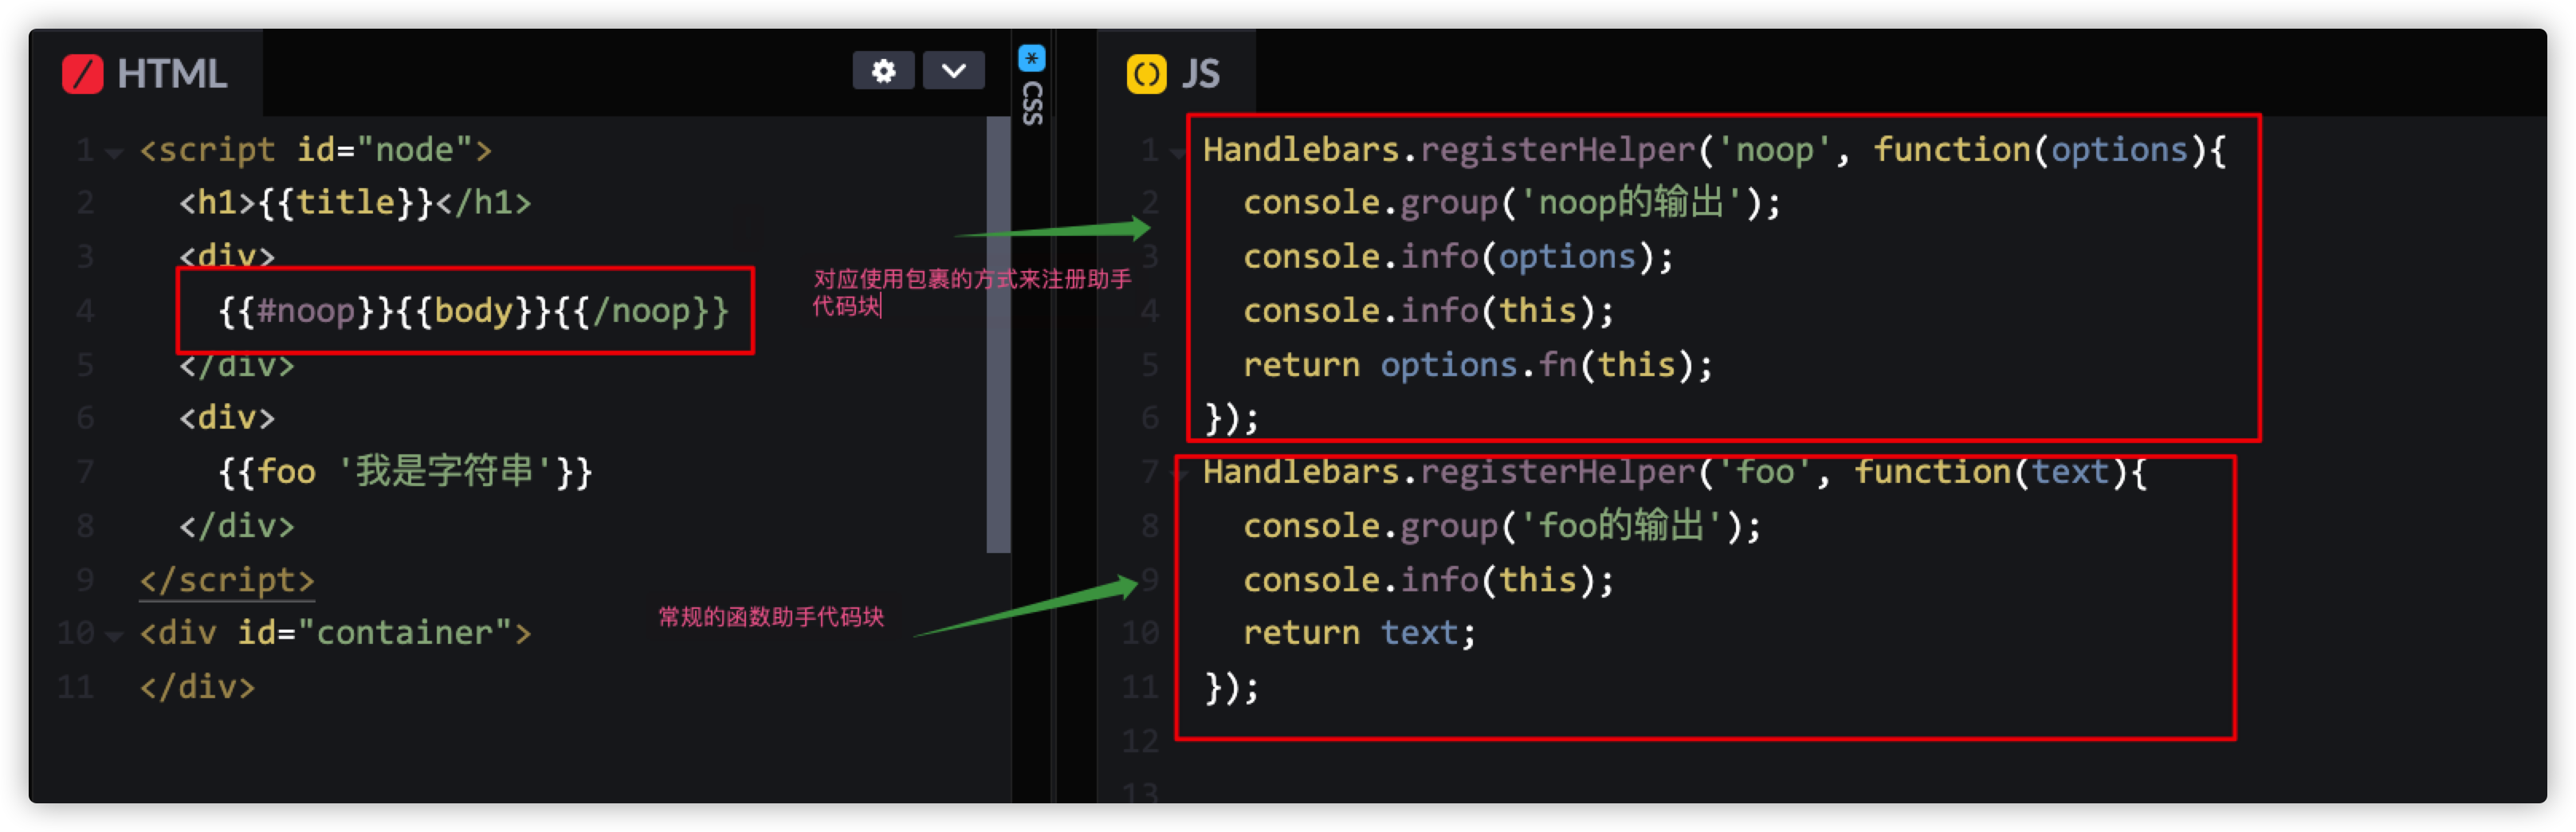 HTML
1 <script id="node">
2 <h1>{{title}}</h1>
3 <div>
4 {{#noop}}{{body}}{{/noop}}
5 </div>
6 <div>
7 {{foo '我是字符串'}}
8 </div>
9 </script>
10 <div id="container">
11 </div>
对应使用包裹的方式来注册助手
代码块
常规的函数助手代码块
* CSS
JS
1 Handlebars.registerHelper('noop', function(options){
2 console.group('noop的输出');
3 console.info(options);
4 console.info(this);
5 return options.fn(this);
6 });
7 Handlebars.registerHelper('foo', function(text){
8 console.group('foo的输出');
9 console.info(this);
10 return text;
11 });
12
13